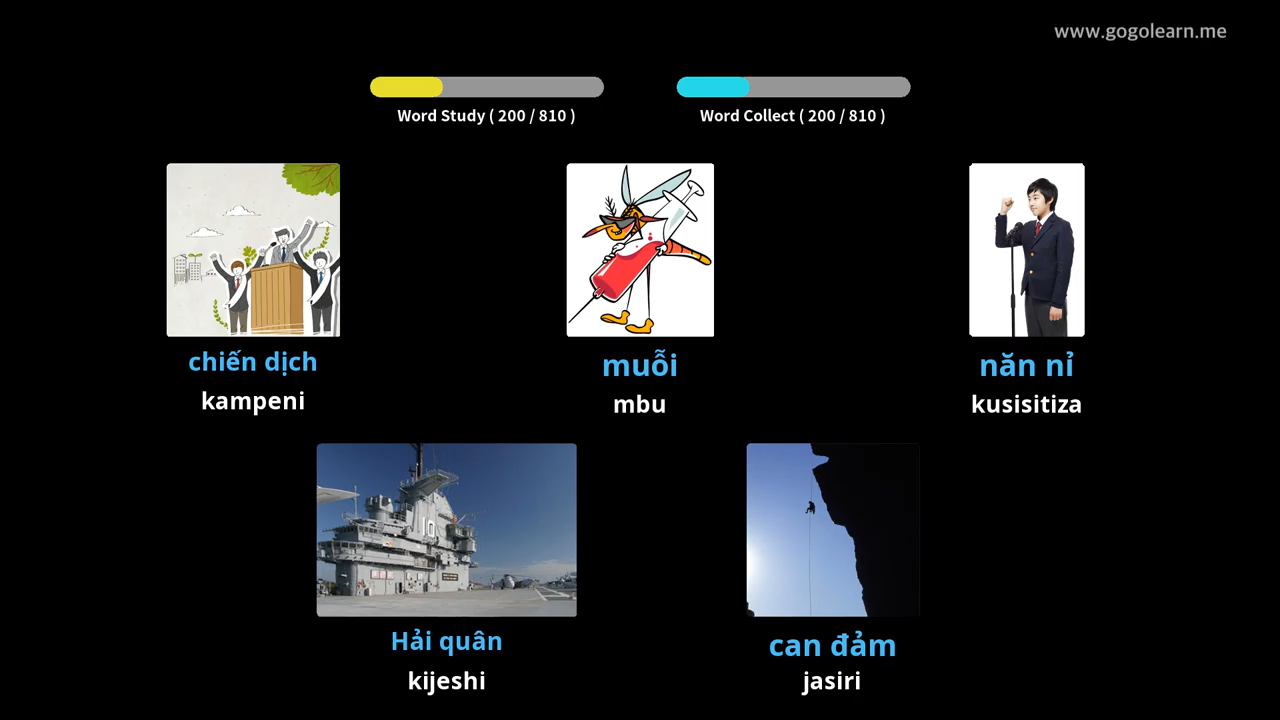 www.gogolearn.me
Word Study ( 200 / 810 )
Word Collect ( 200 / 810 )
chiến dịch
kampeni
muỗi
mbu
năn nỉ
kusisitiza
10
Hải quân
kijeshi
can đảm
jasiri